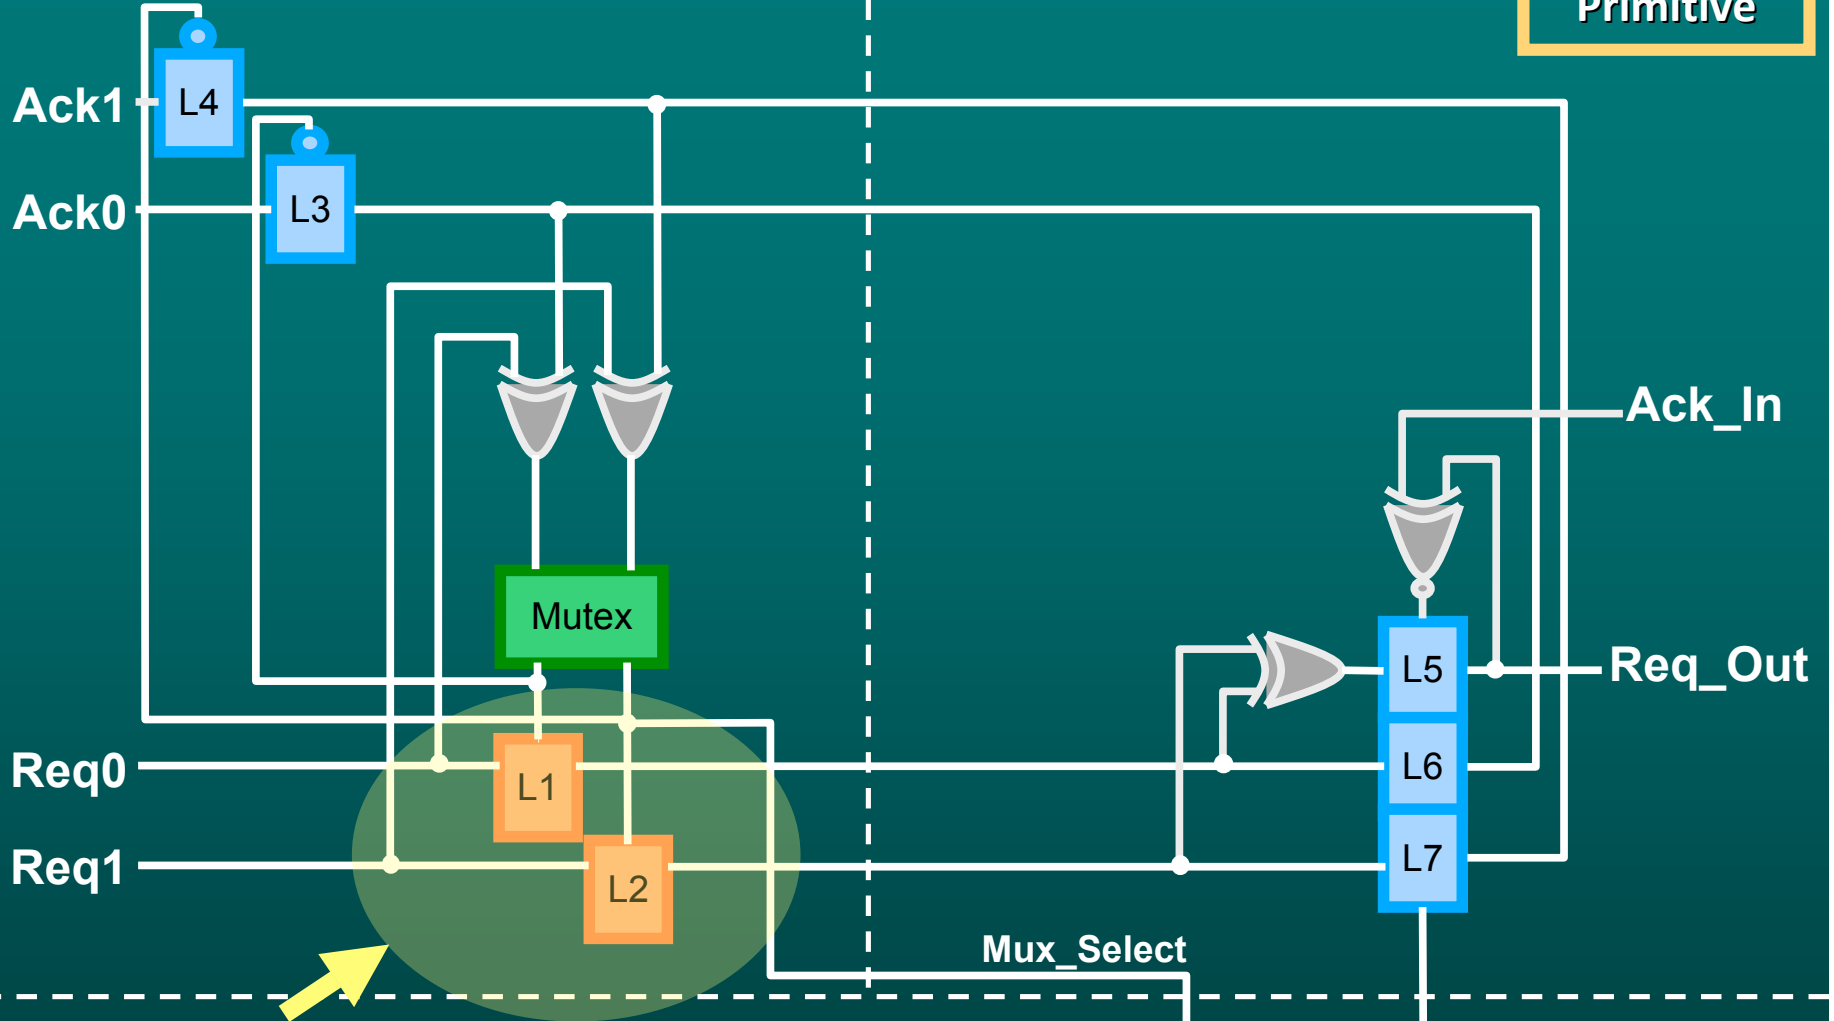 Primitive
L4
Ack1
L3
Ack0
Ack_In
Mutex
L5
Req_Out
Req0
L1
L6
Req1
L2
L7
Mux_Select